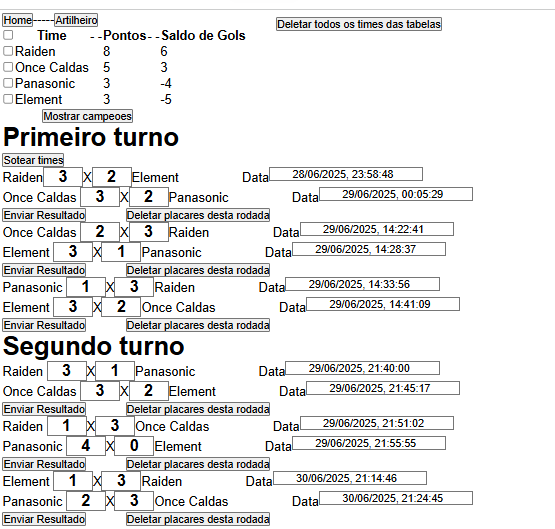 Home-----Artilheiro
Deletar todos os times das tabelas
Time --Pontos--Saldo de Gols
Raiden 8 6
Once Caldas 5 3
Panasonic 3 -4
Element 3 -5
Mostrar campeoes
Primeiro turno
Sotear times
Raiden 3 X 2 Element Data 28/06/2025, 23:58:48
Once Caldas 3 X 2 Panasonic Data 29/06/2025, 00:05:29
Enviar Resultado Deletar placares desta rodada
Once Caldas 2 X 3 Raiden Data 29/06/2025, 14:22:41
Element 3 X 1 Panasonic Data 29/06/2025, 14:28:37
Enviar Resultado Deletar placares desta rodada
Panasonic 1 X 3 Raiden Data 29/06/2025, 14:33:56
Element 3 X 2 Once Caldas Data 29/06/2025, 14:41:09
Enviar Resultado Deletar placares desta rodada
Segundo turno
Raiden 3 X 1 Panasonic Data 29/06/2025, 21:40:00
Once Caldas 3 X 2 Element Data 29/06/2025, 21:45:17
Enviar Resultado Deletar placares desta rodada
Raiden 1 X 3 Once Caldas Data 29/06/2025, 21:51:02
Panasonic 4 X 0 Element Data 29/06/2025, 21:55:55
Enviar Resultado Deletar placares desta rodada
Element 1 X 3 Raiden Data 30/06/2025, 21:14:46
Panasonic 2 X 3 Once Caldas Data 30/06/2025, 21:24:45
Enviar Resultado Deletar placares desta rodada